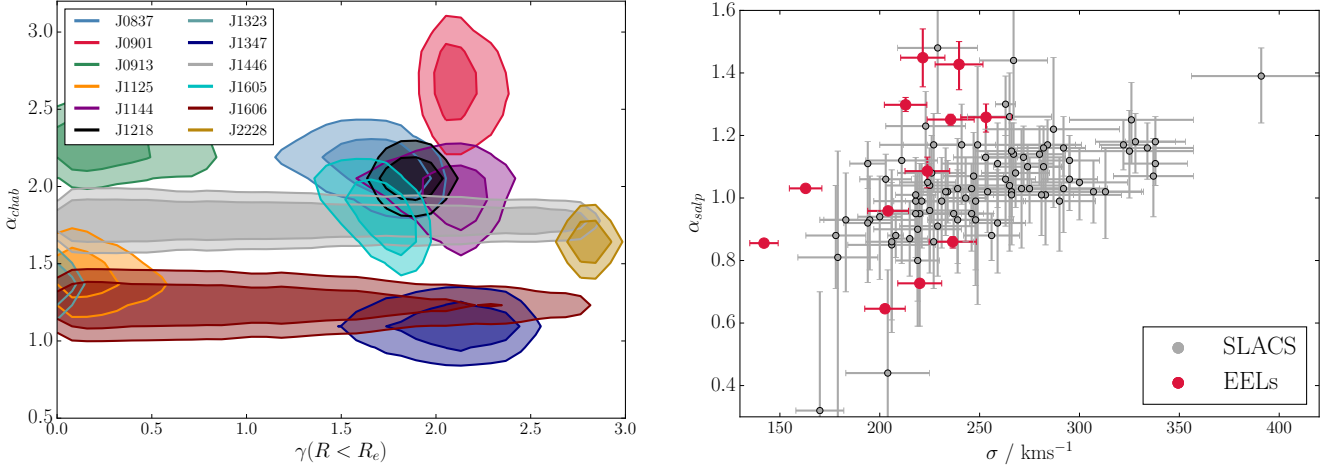 3.0
2.5
2.0
1.5
1.0
0.5
α_chab
0.0 0.5 1.0 1.5 2.0 2.5 3.0
γ(R < R_e)
J0837 J1323
J0901 J1347
J0913 J1446
J1125 J1605
J1144 J1606
J1218 J2228
1.6
1.4
1.2
1.0
0.8
0.6
0.4
α_salp
150 200 250 300 350 400
σ / kms⁻¹
SLACS
EELs